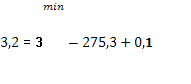 min
3,2 = 3 − 275,3 + 0,1